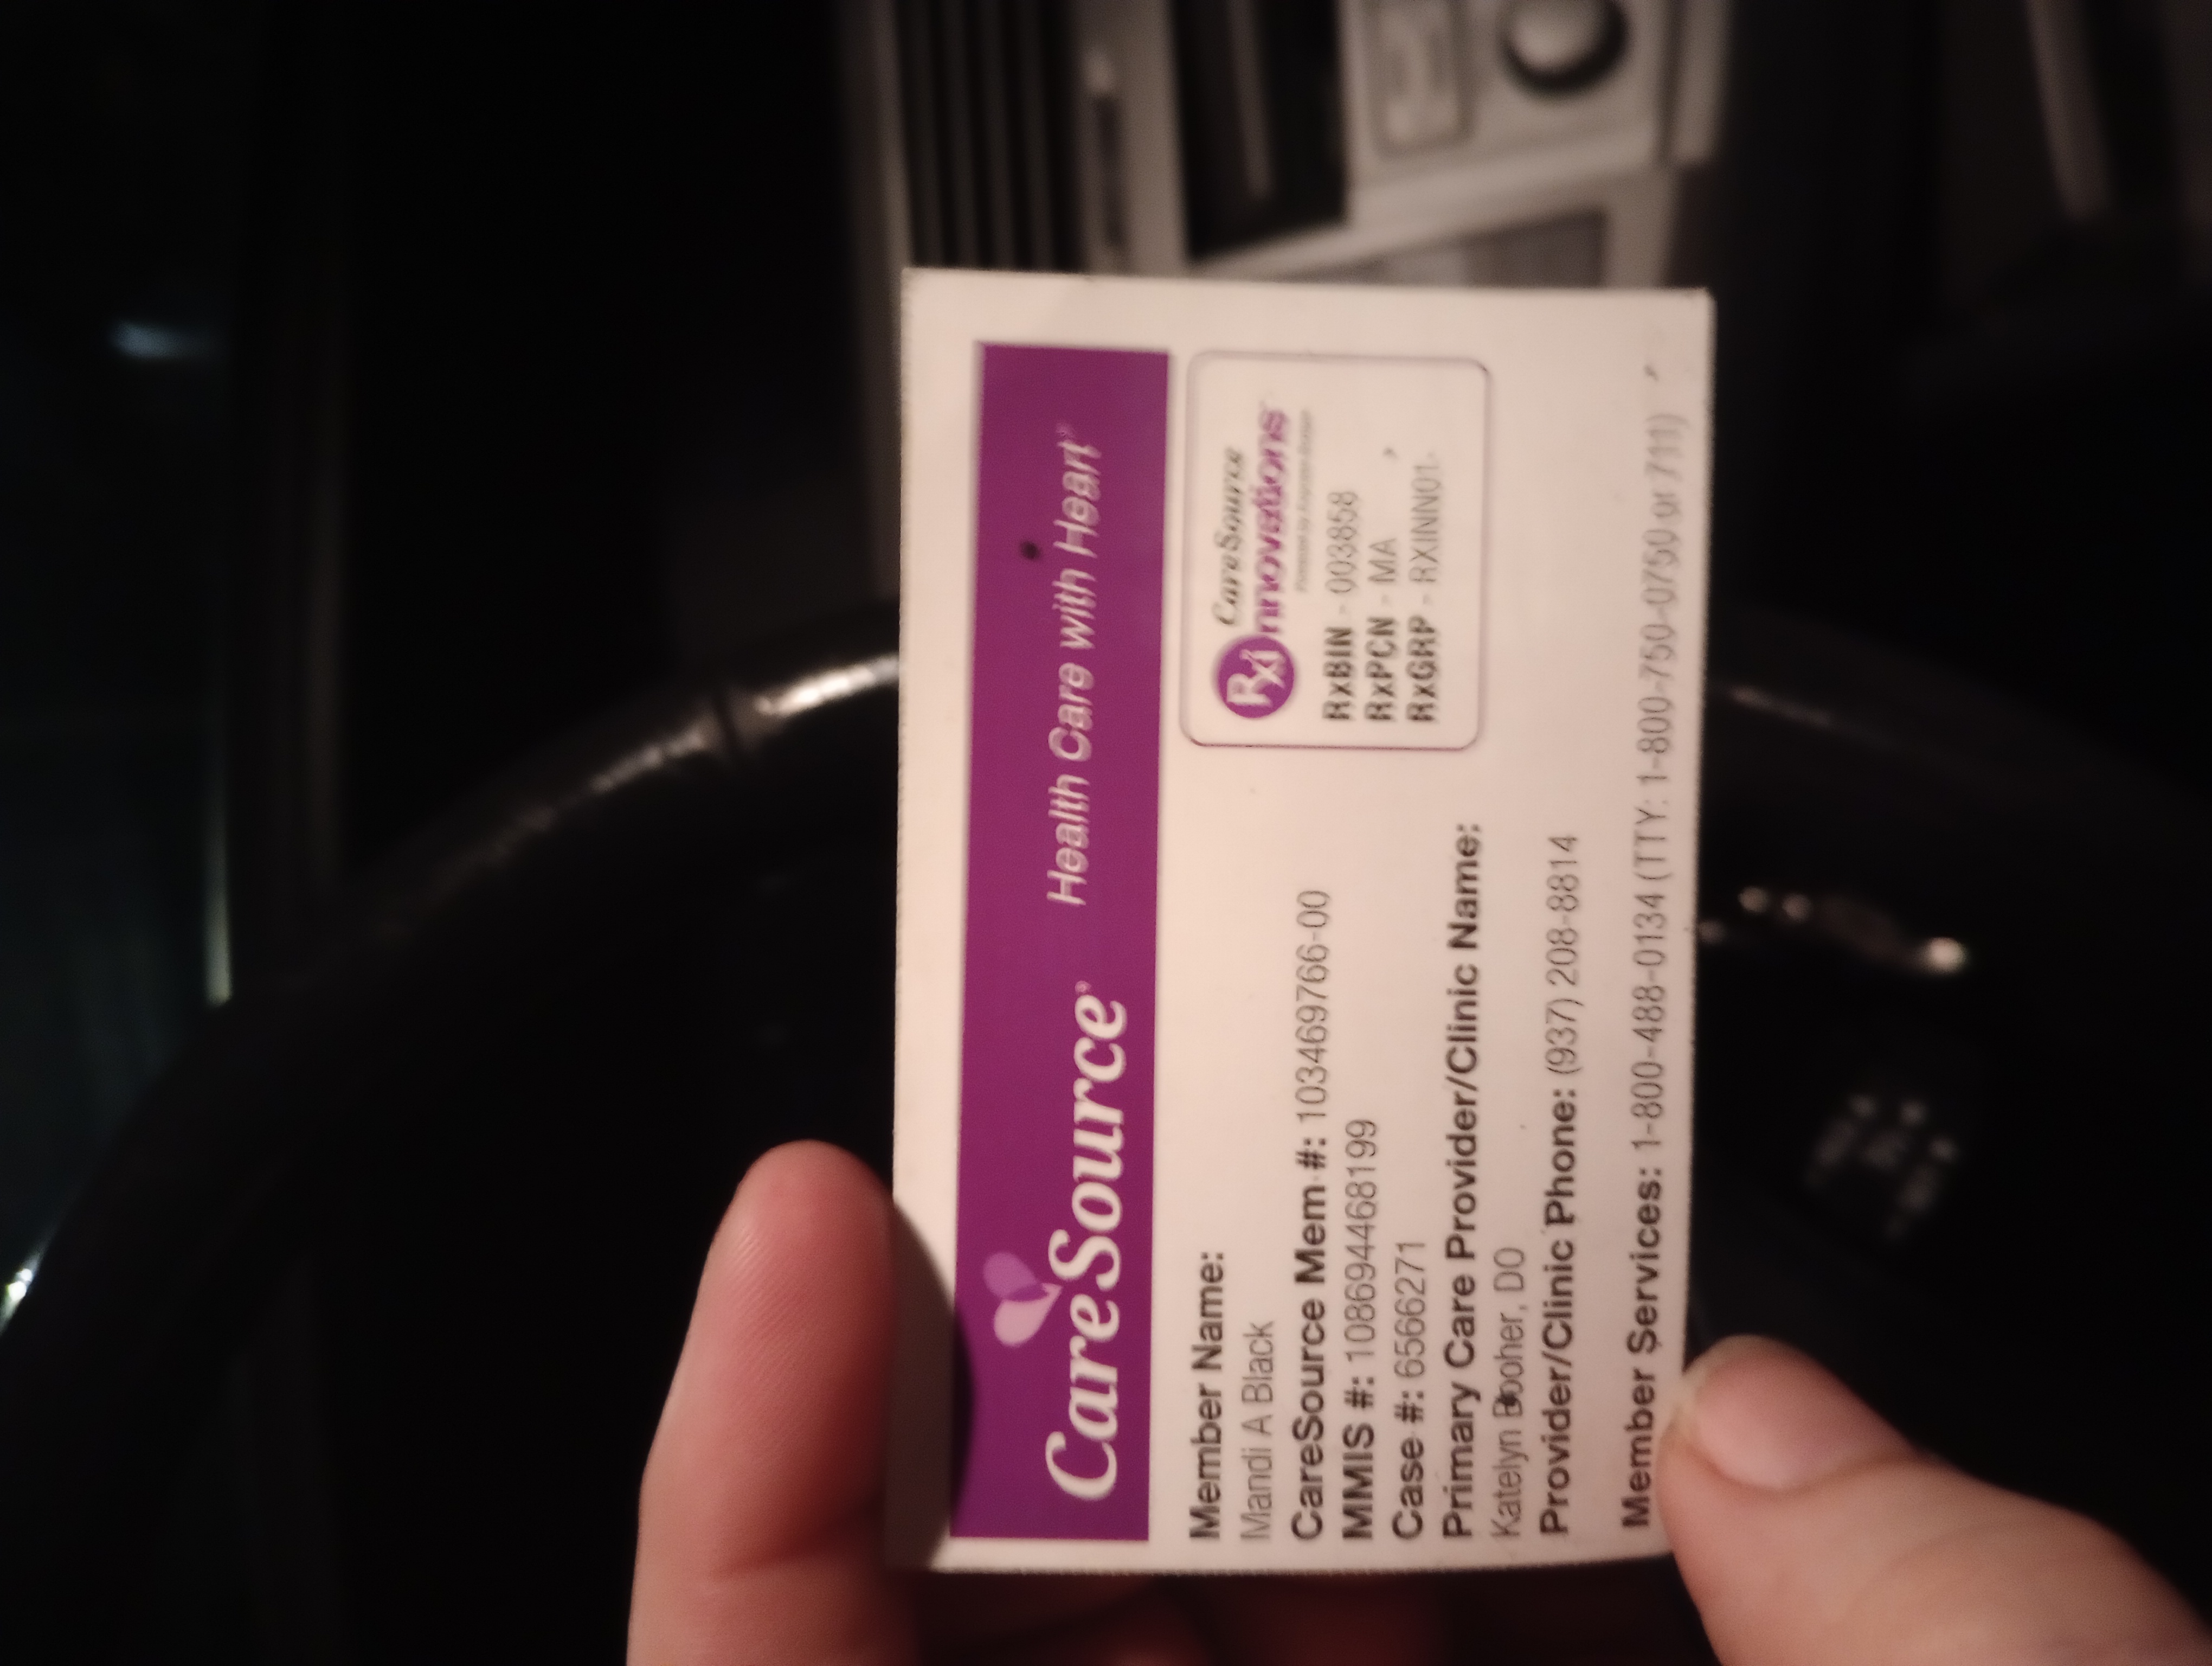 CareSource
Health Care with Heart
Member Name:
Mandi A Black
CareSource Mem #: 103469766-00
MMIS #: 108694468199
Case #: 6566271
Primary Care Provider/Clinic Name:
Katelyn Booher, DO
Provider/Clinic Phone: (937) 208-8814
CareSource
Rxinnovations
RxBIN - 003858
RxPCN - MA
RxGRP - RXINN01
Member Services: 1-800-488-0134 (TTY: 1-800-750-0750 or 711)